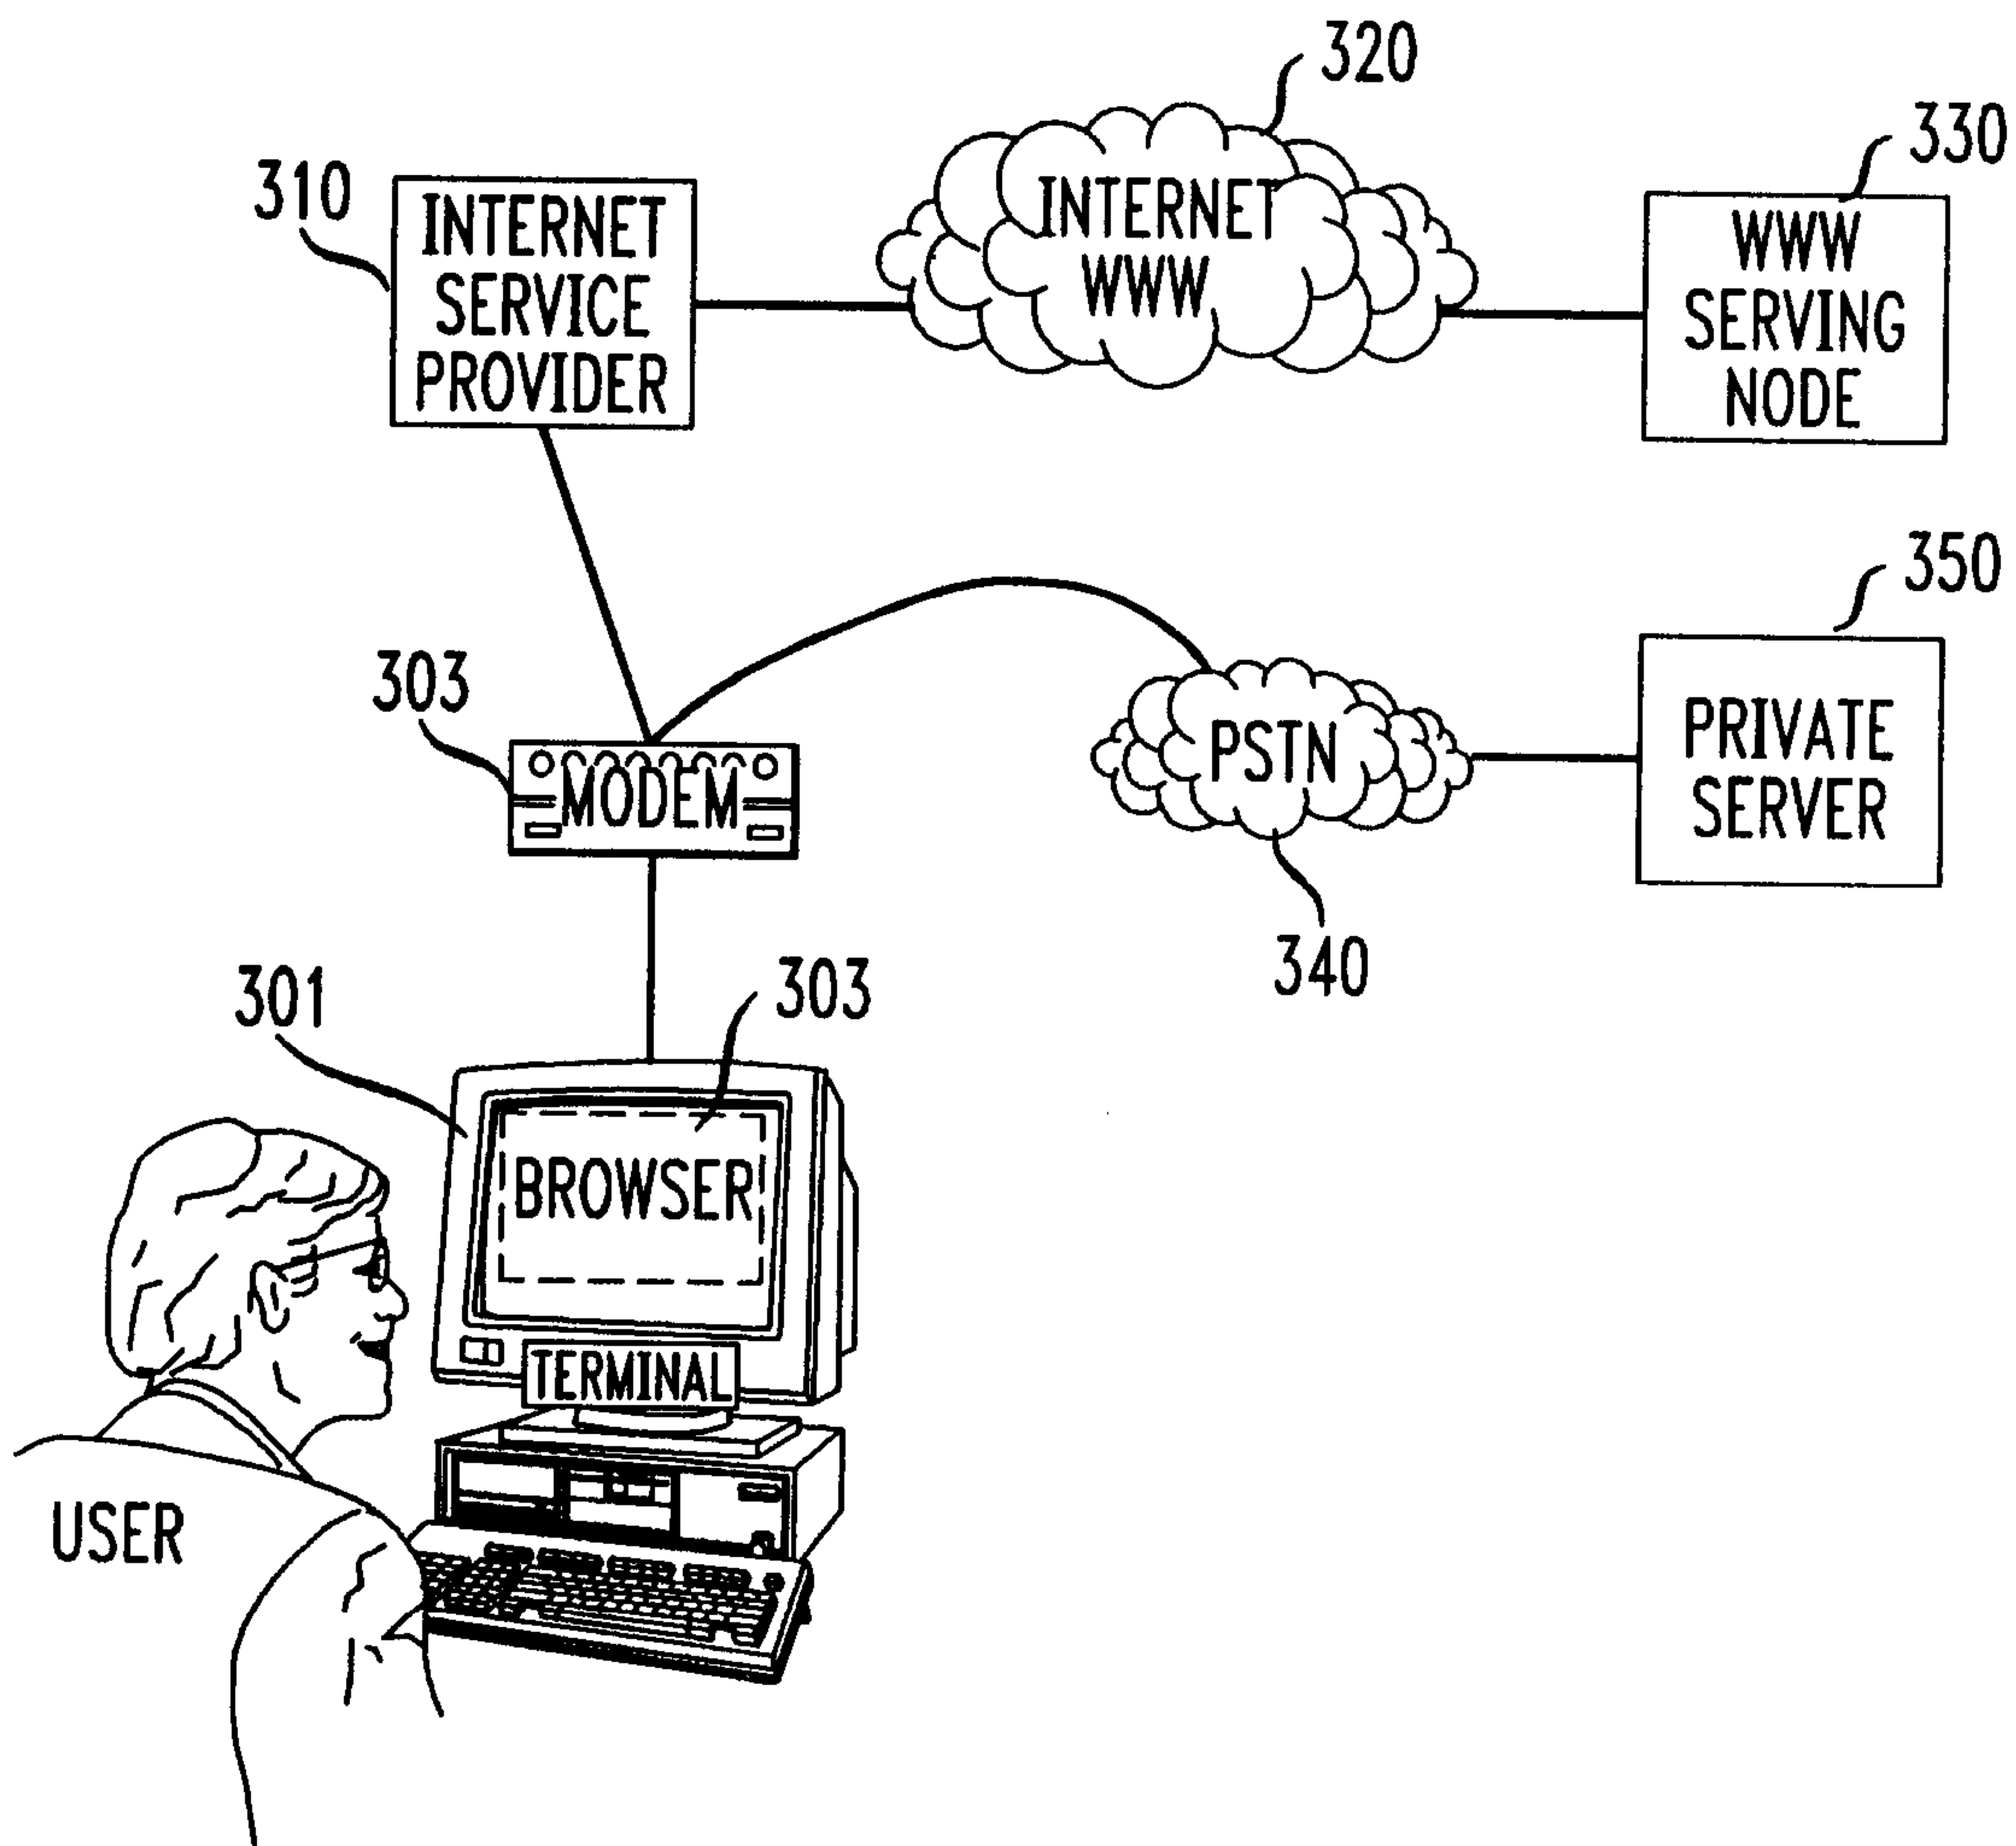 320
330
310
INTERNET
SERVICE
PROVIDER
INTERNET
WWW
WWW
SERVING
NODE
350
303
MODEM
PSTN
PRIVATE
SERVER
340
301
303
BROWSER
TERMINAL
USER